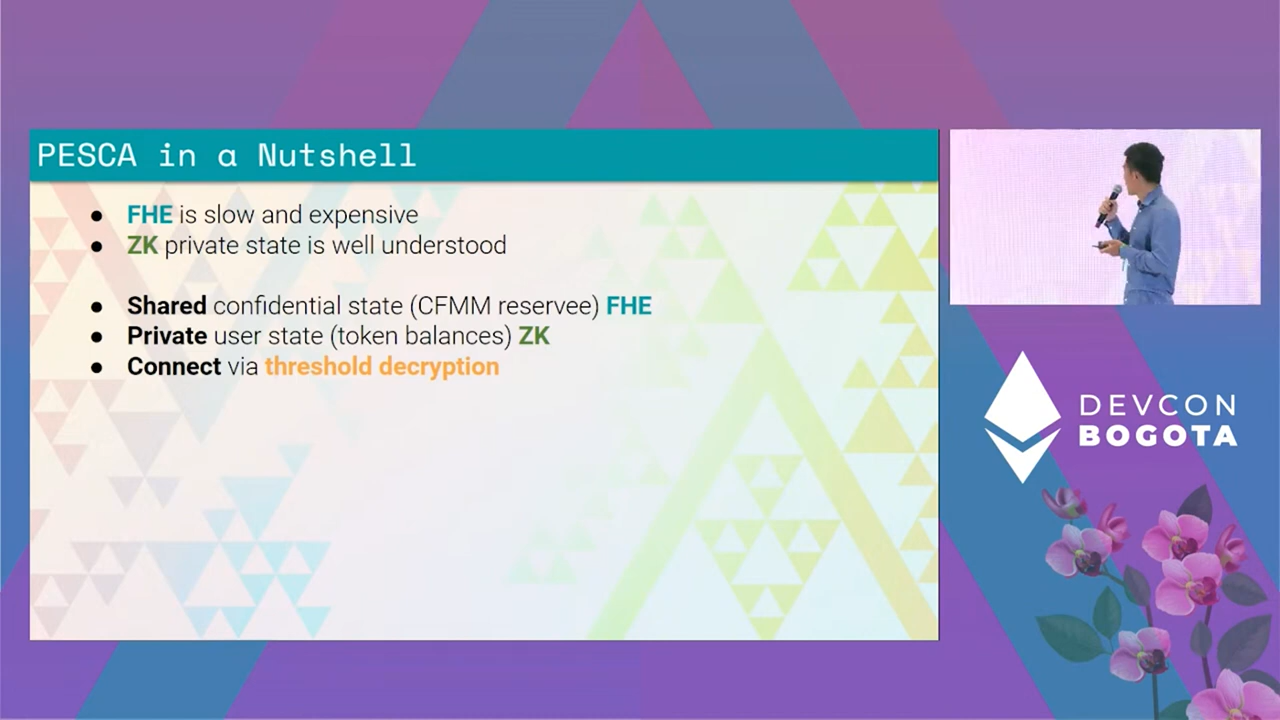 PESCA in a Nutshell
● FHE is slow and expensive
● ZK private state is well understood
● Shared confidential state (CFMM reservee) FHE
● Private user state (token balances) ZK
● Connect via threshold decryption
DEVCON
BOGOTA